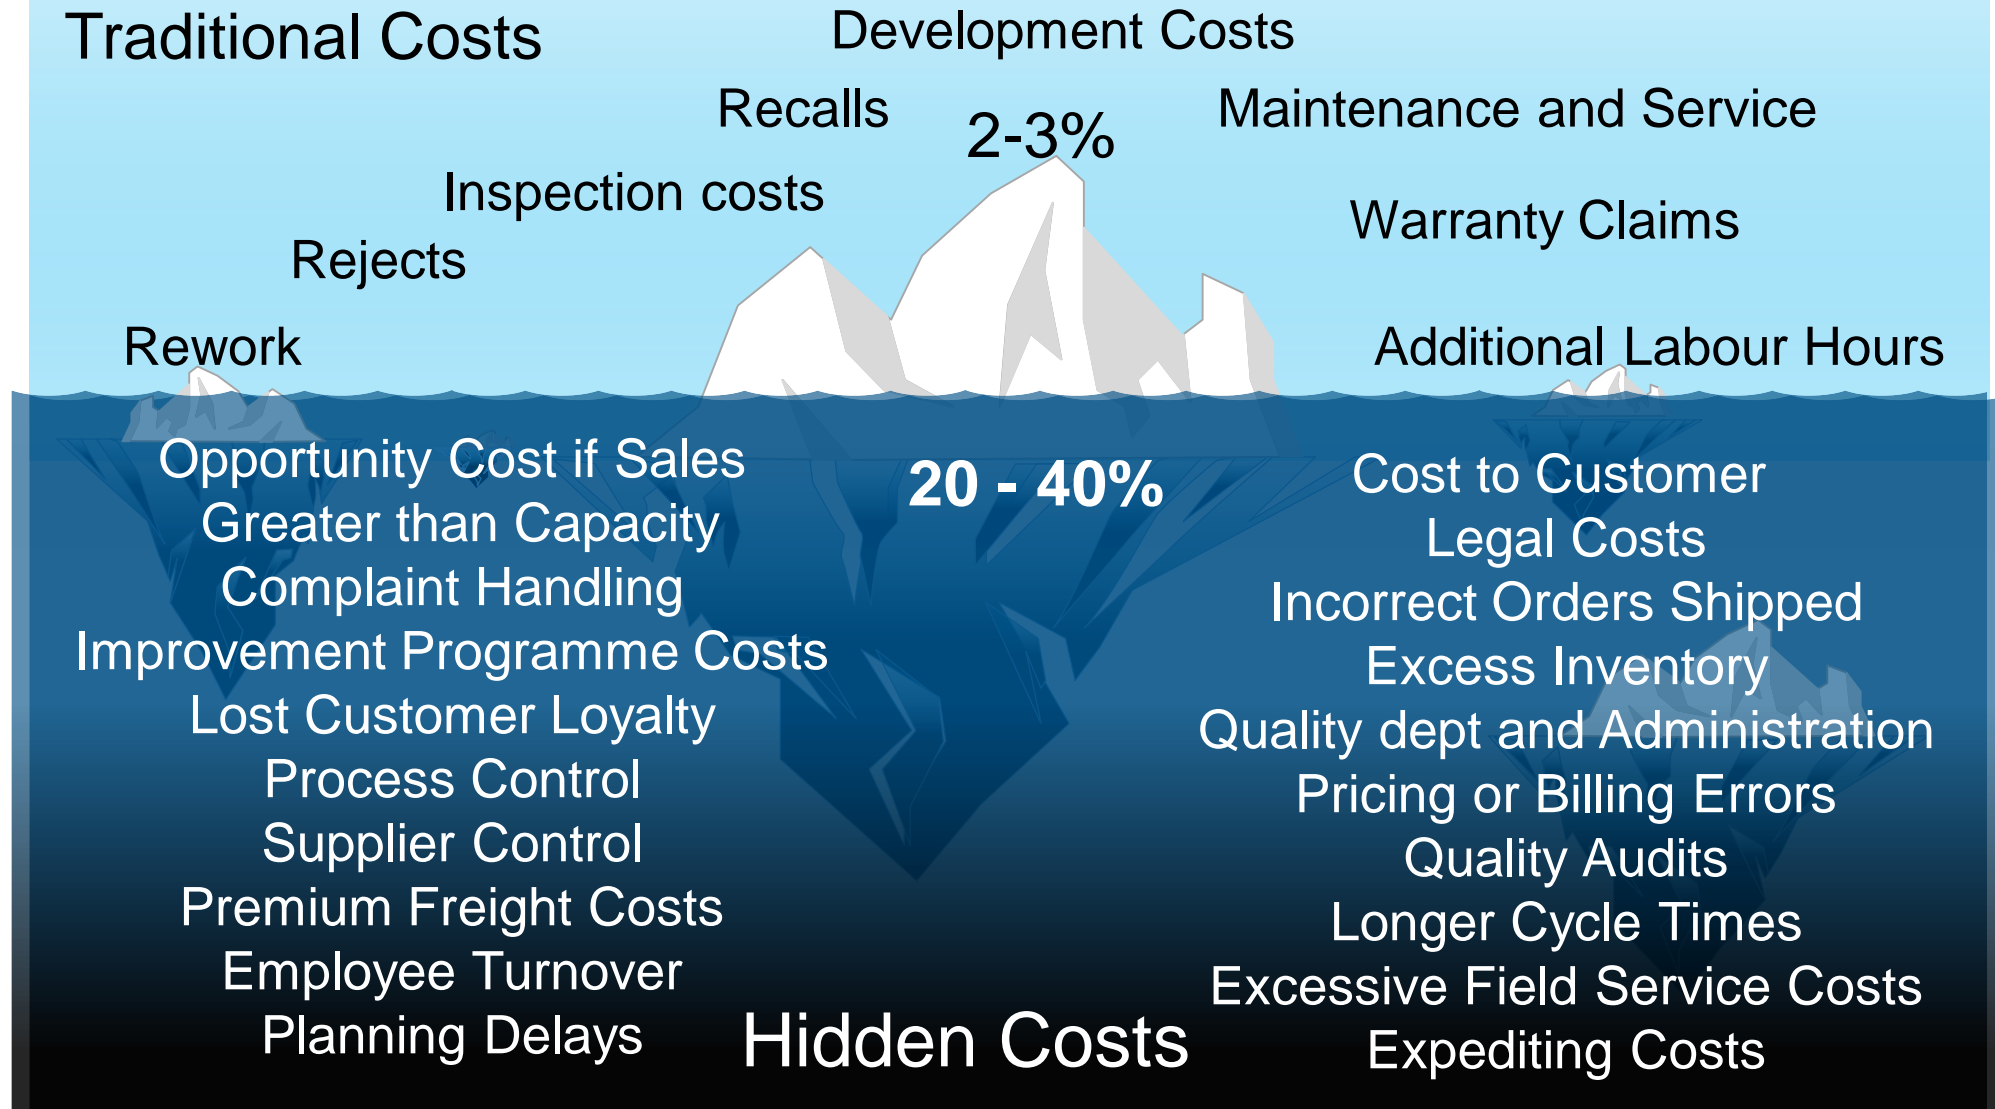 Traditional Costs
Development Costs
Recalls
2-3%
Maintenance and Service
Inspection costs
Warranty Claims
Rejects
Rework
Additional Labour Hours
Opportunity Cost if Sales
Greater than Capacity
Complaint Handling
Improvement Programme Costs
Lost Customer Loyalty
Process Control
Supplier Control
Premium Freight Costs
Employee Turnover
Planning Delays
20 - 40%
Cost to Customer
Legal Costs
Incorrect Orders Shipped
Excess Inventory
Quality dept and Administration
Pricing or Billing Errors
Quality Audits
Longer Cycle Times
Excessive Field Service Costs
Expediting Costs
Hidden Costs